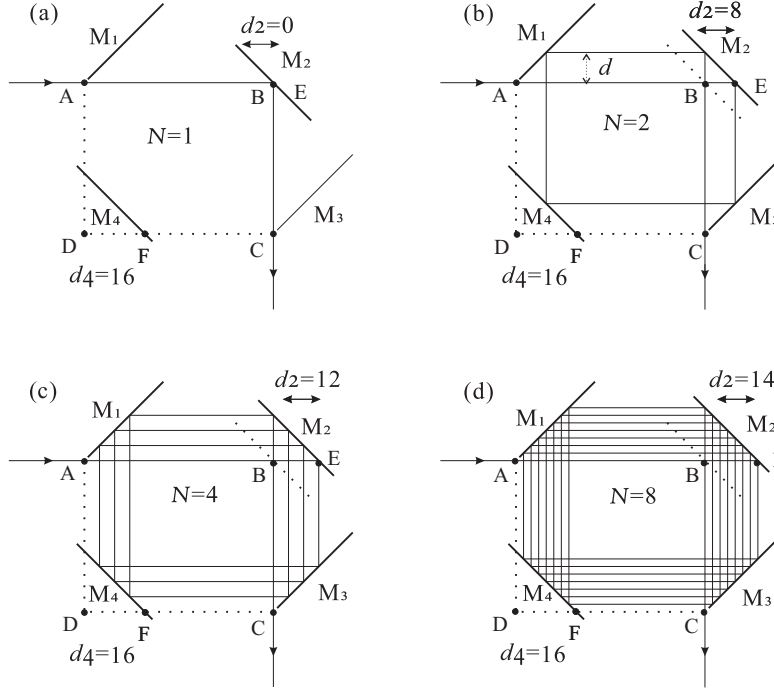 (a)
d2=0
M1
M2
A
B
E
N=1
M4
M3
D
F
C
d4=16
(b)
d2=8
M1
M2
d
A
B
E
N=2
M4
D
F
C
d4=16
(c)
d2=12
M1
M2
A
B
E
N=4
M4
M3
D
F
C
d4=16
(d)
d2=14
M1
M2
A
B
N=8
M4
M3
D
F
C
d4=16